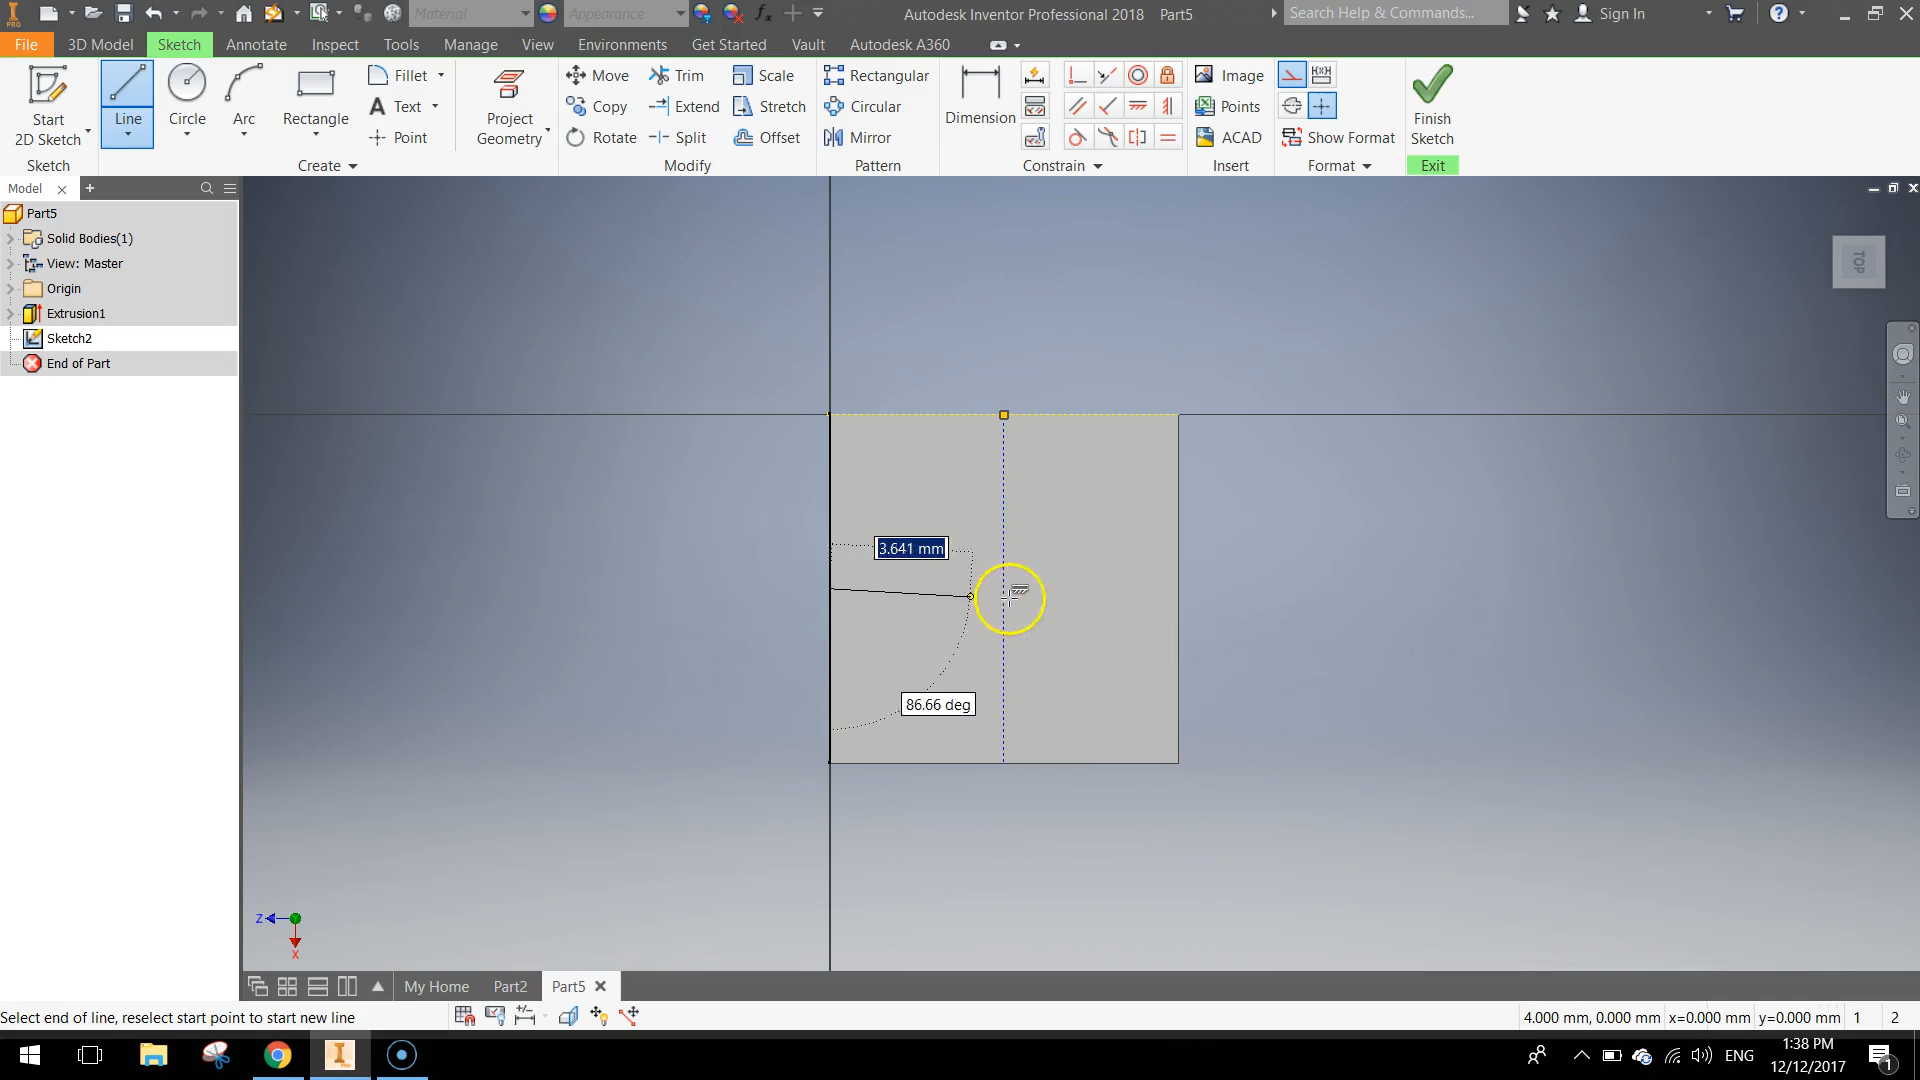 Material
Appearance
Autodesk Inventor Professional 2018 Part5
Search Help & Commands...
Sign In
File 3D Model Sketch Annotate Inspect Tools Manage View Environments Get Started Vault Autodesk A360
Start 2D Sketch
Line
Circle
Arc
Rectangle
Fillet
Text
Point
Project Geometry
Move
Copy
Rotate
Trim
Extend
Split
Scale
Stretch
Offset
Rectangular
Circular
Mirror
Dimension
Image
Points
ACAD
Show Format
Finish Sketch
Sketch Create Modify Pattern Constrain Insert Format Exit
Model
Part5
Solid Bodies(1)
View: Master
Origin
Extrusion1
Sketch2
End of Part
TOP
3.641 mm
86.66 deg
Z
X
My Home Part2 Part5
Select end of line, reselect start point to start new line
4.000 mm, 0.000 mm x=0.000 mm y=0.000 mm 1 2
ENG
1:38 PM
12/12/2017
1